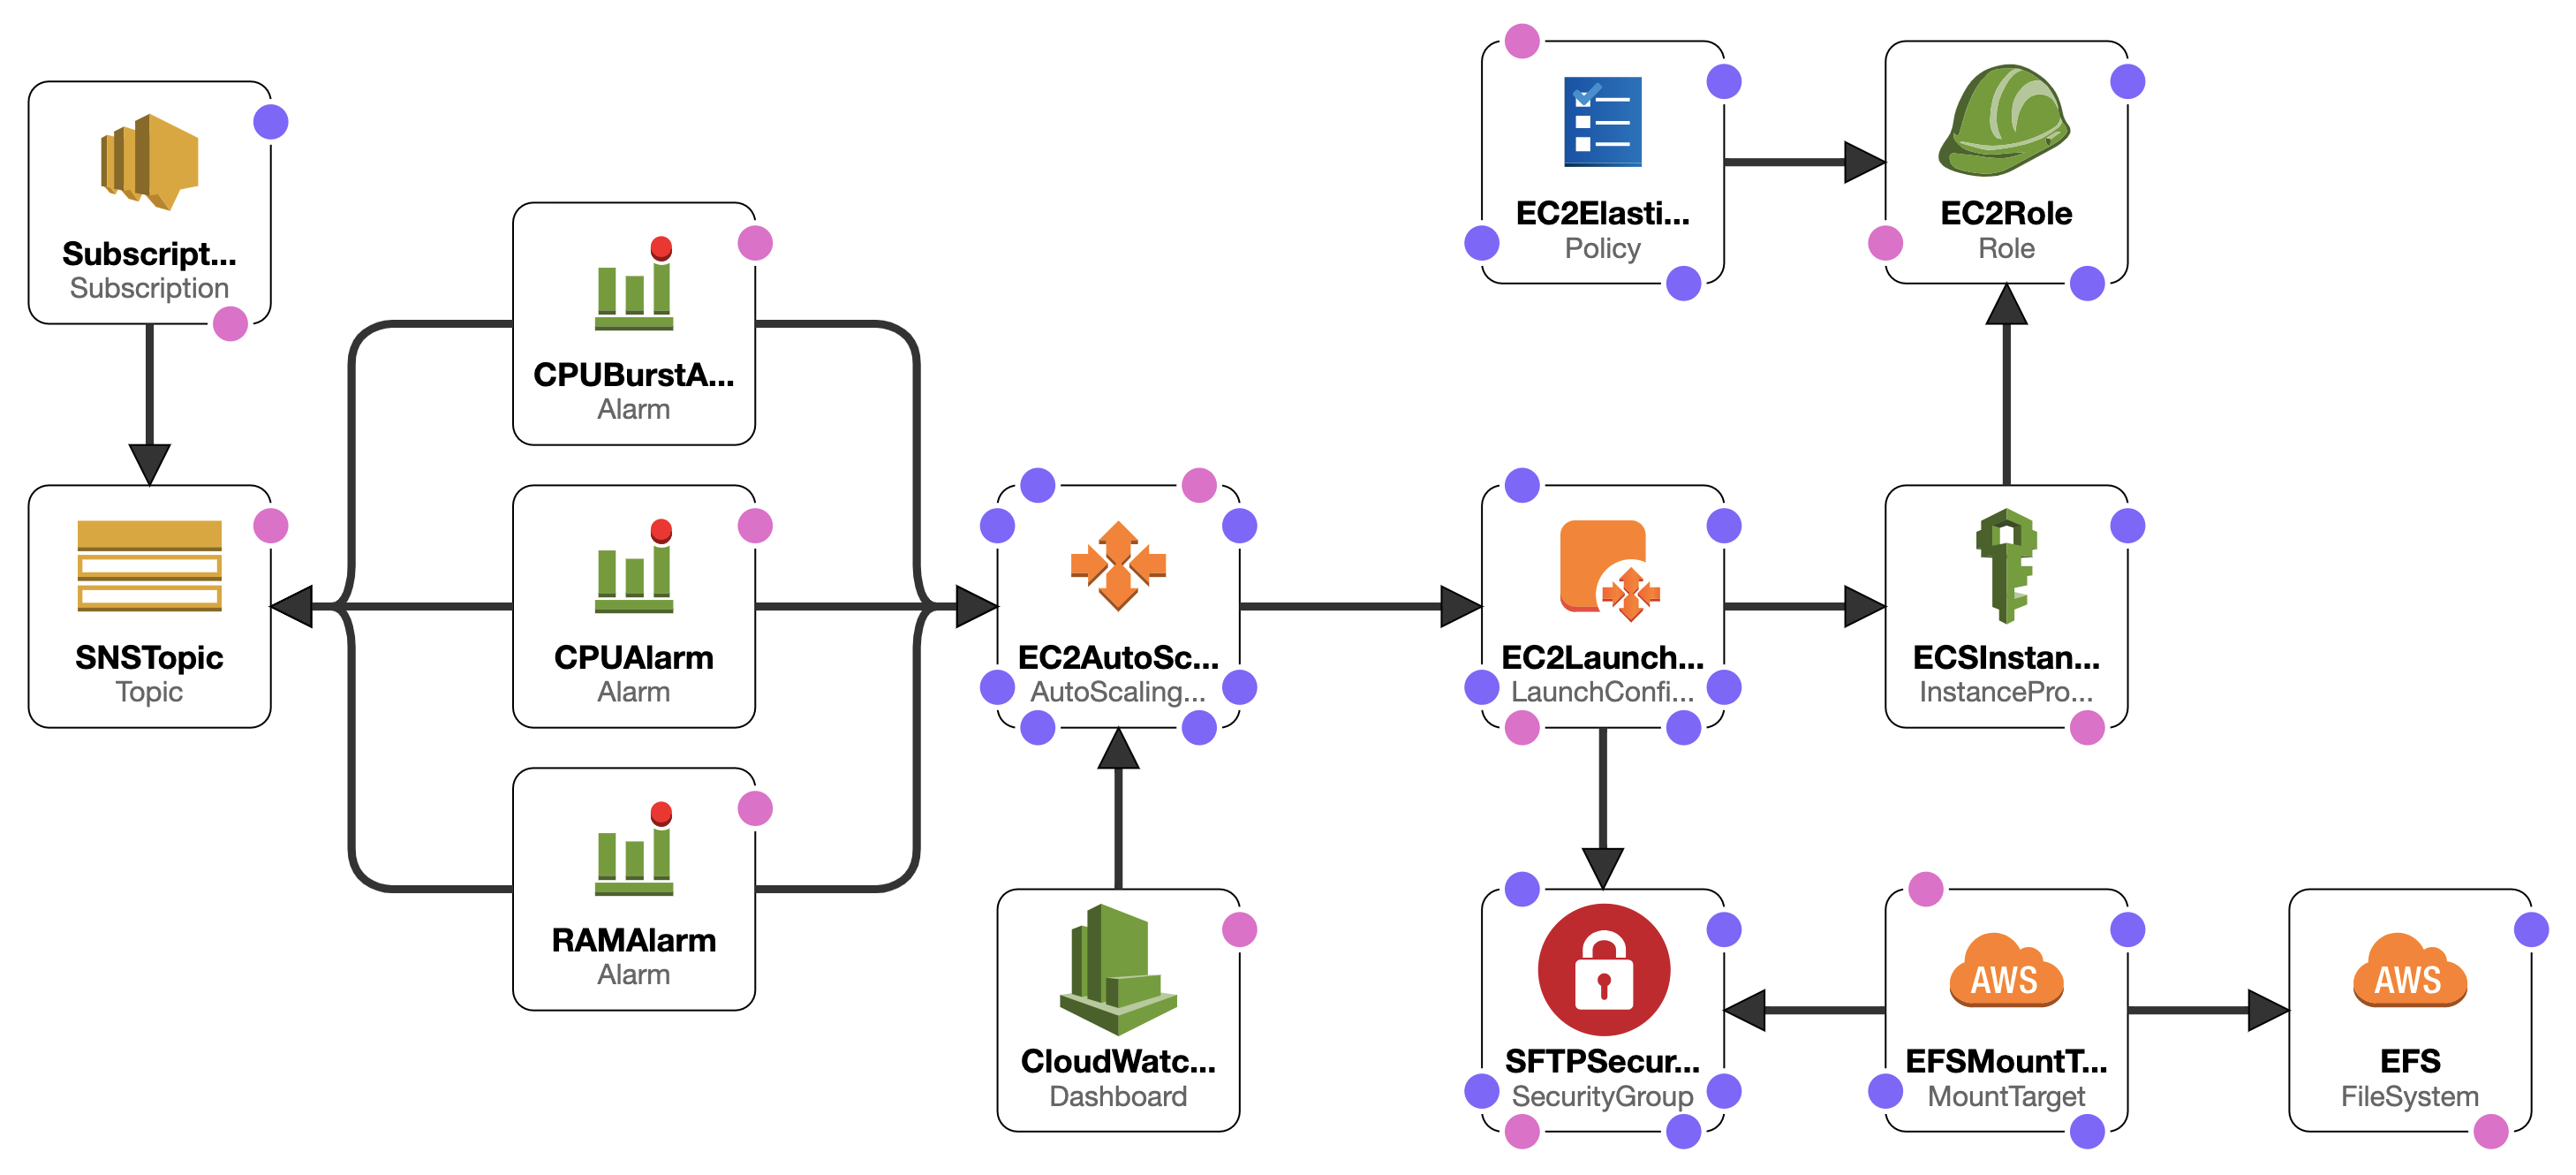 Subscript...
Subscription
SNSTopic
Topic
CPUBurstA...
Alarm
CPUAlarm
Alarm
RAMAlarm
Alarm
EC2AutoSc...
AutoScaling...
CloudWatc...
Dashboard
EC2Elasti...
Policy
EC2Role
Role
EC2Launch...
LaunchConfi...
ECSInstan...
InstancePro...
SFTPSecur...
SecurityGroup
AWS
EFSMountT...
MountTarget
AWS
EFS
FileSystem